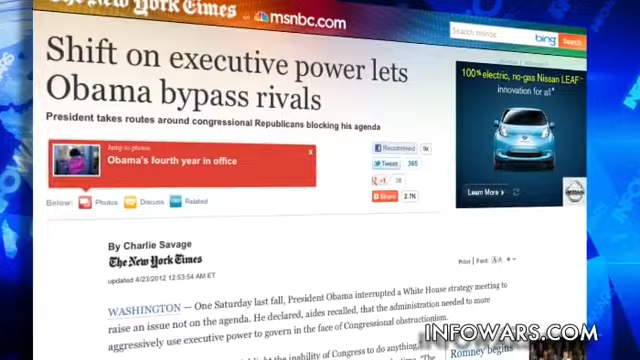 The New York Times on msnbc.com
Search msnbc bing Search
Shift on executive power lets
Obama bypass rivals
President takes routes around congressional Republicans blocking his agenda
100% electric, no-gas Nissan LEAF™
innovation for all
Learn More
NISSAN
Jump to photos
Obama's fourth year in office
x
Recommend 9k
Tweet 365
+1 38
Share 2.7K
Below: Photos Discuss Related
By Charlie Savage
The New York Times
updated 4/23/2012 12:53:54 AM ET
Print | Font: A A + -
WASHINGTON — One Saturday last fall, President Obama interrupted a White House strategy meeting to
raise an issue not on the agenda. He declared, aides recalled, that the administration needed to more
aggressively use executive power to govern in the face of Congressional obstructionism.
the inability of Congress to do anything,
"The
Romney begins
INFOWARS.COM